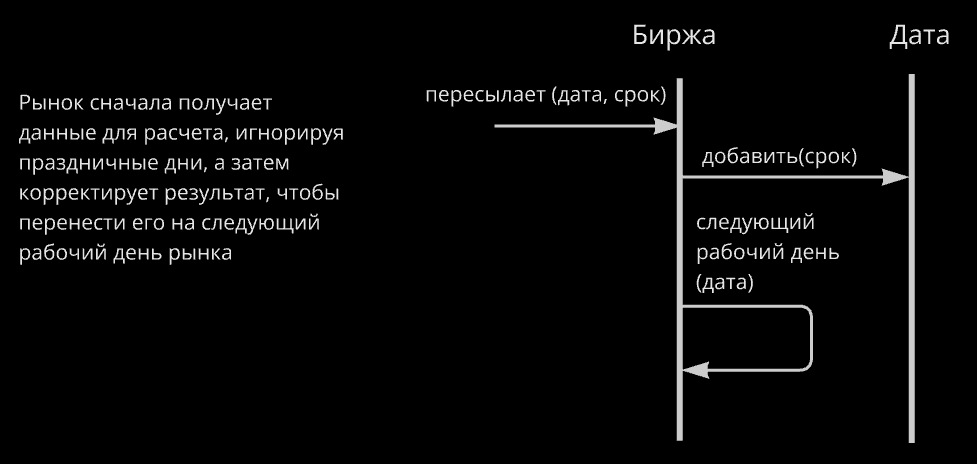 Биржа
Дата
пересылает (дата, срок)
Рынок сначала получает
данные для расчета, игнорируя
праздничные дни, а затем
корректирует результат, чтобы
перенести его на следующий
рабочий день рынка
добавить(срок)
следующий
рабочий день
(дата)